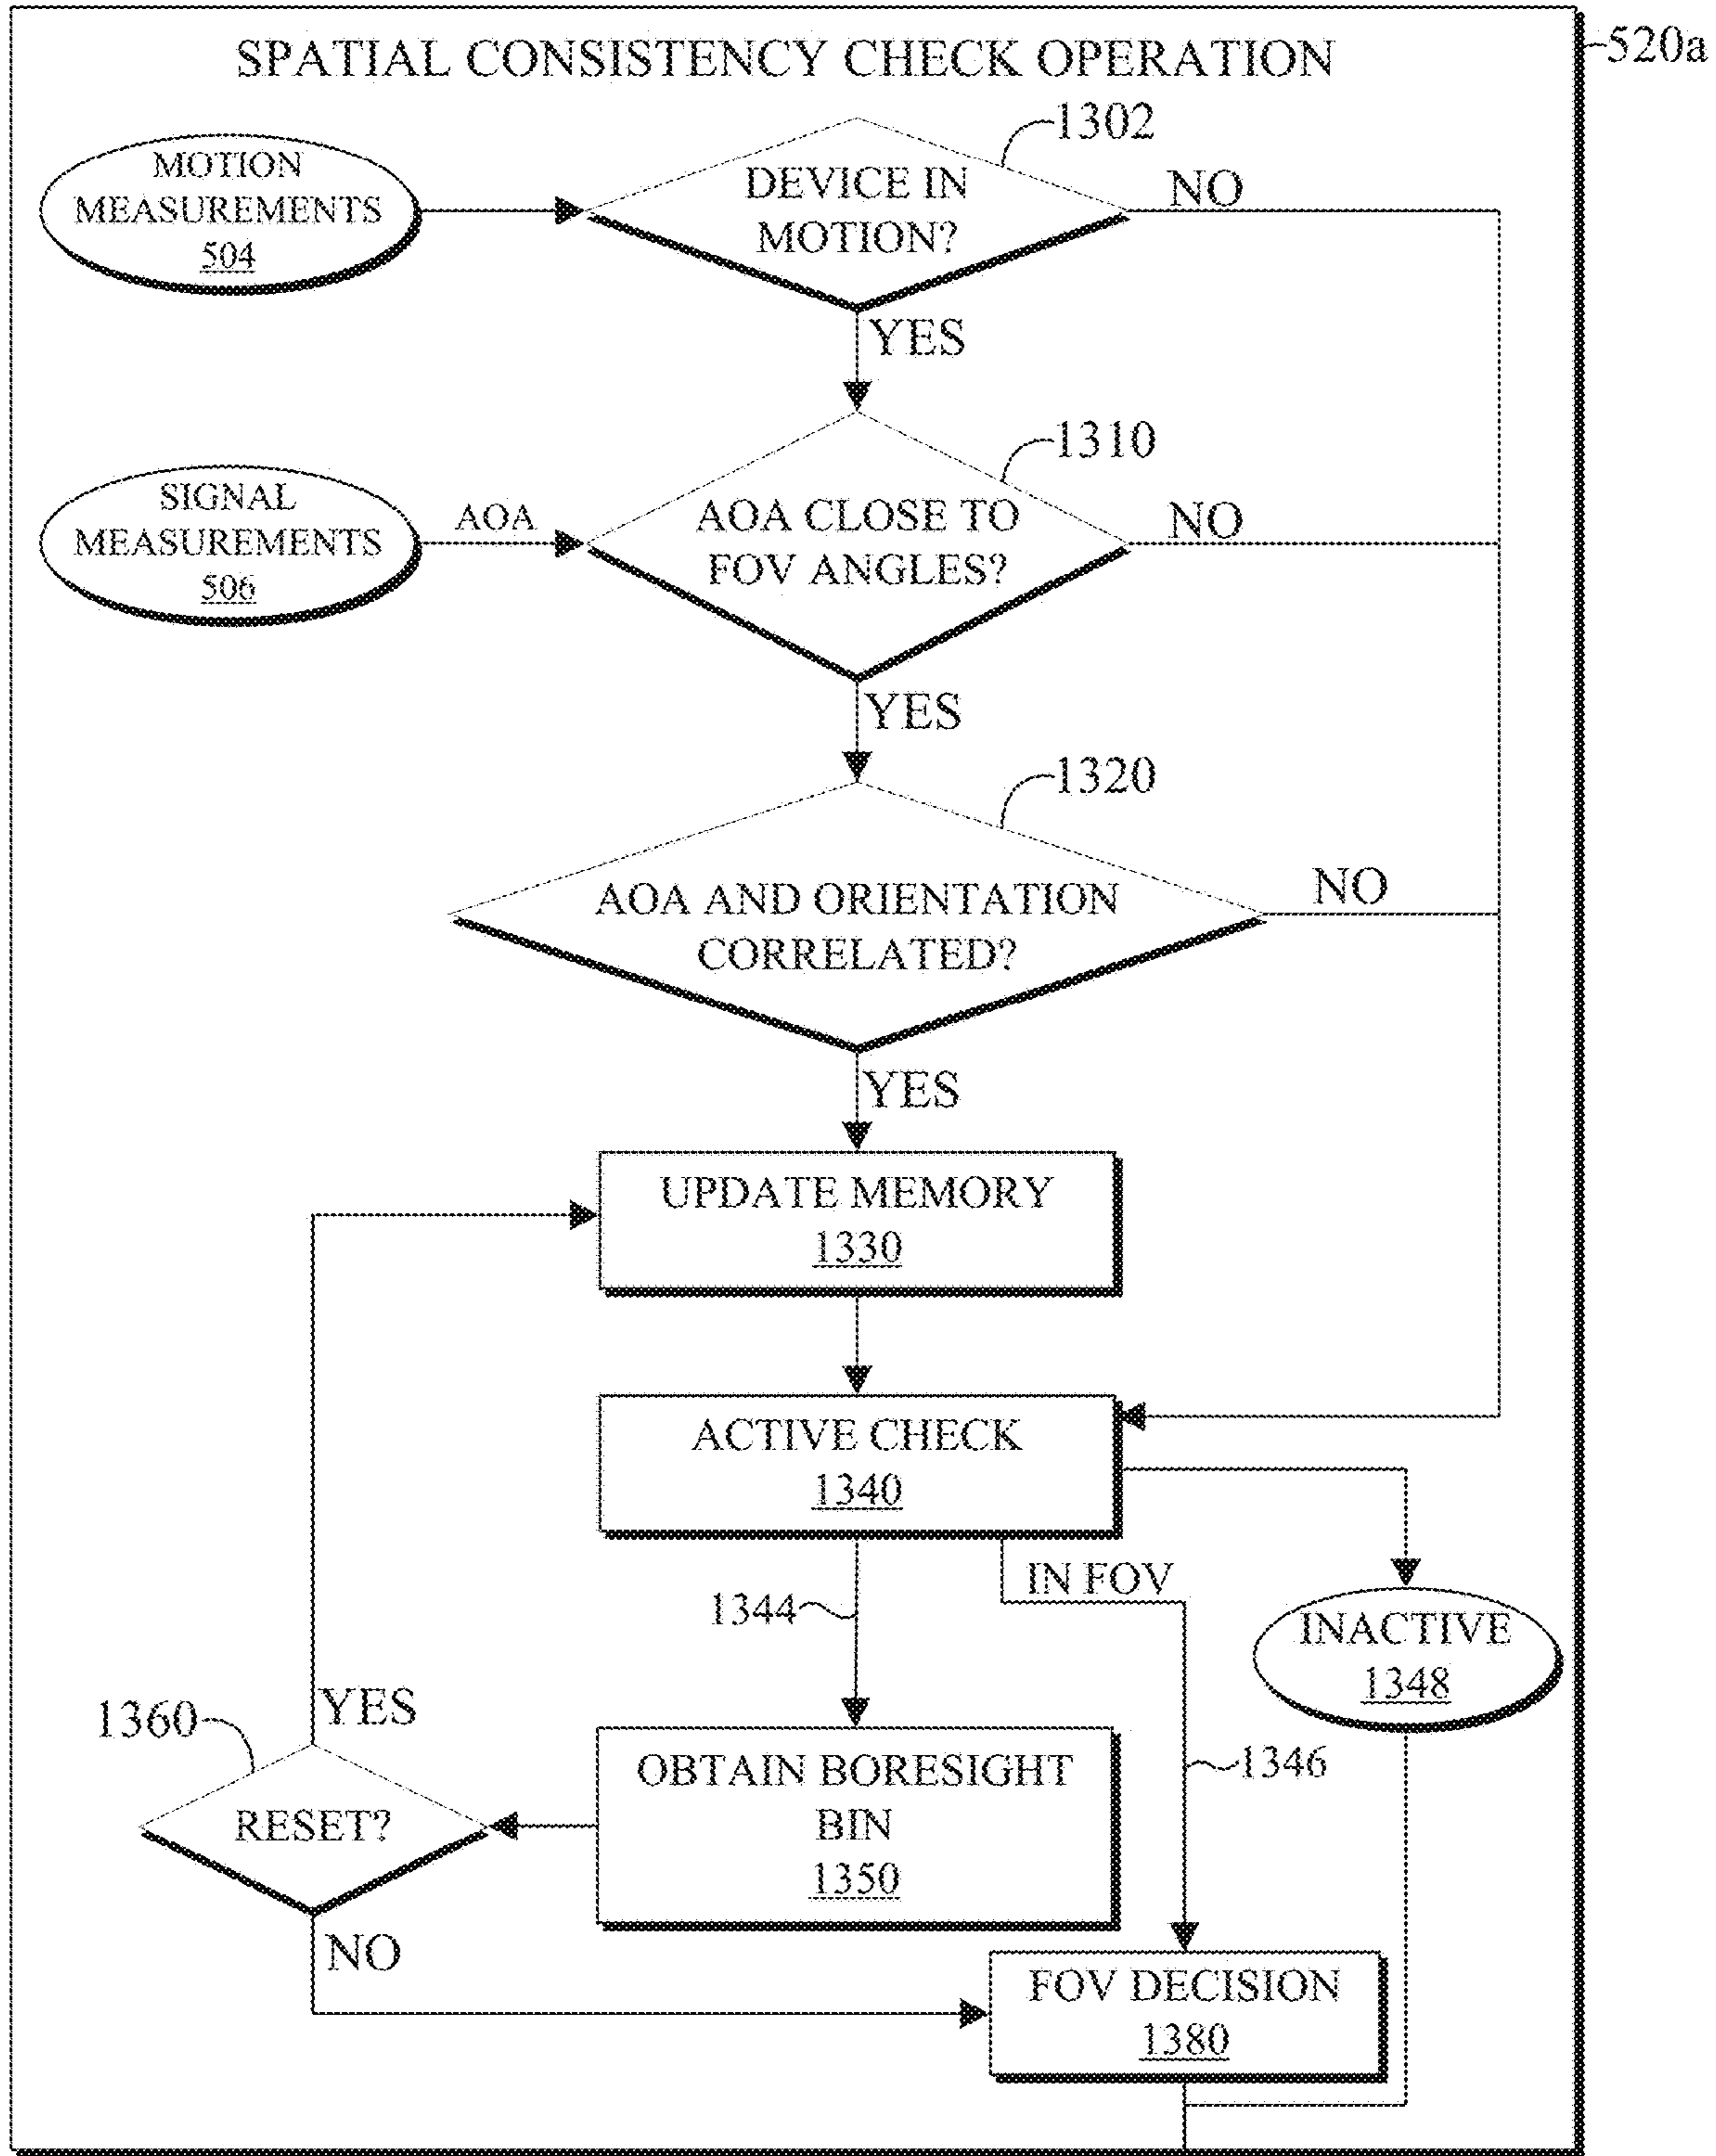 520a
SPATIAL CONSISTENCY CHECK OPERATION
1302
MOTION
MEASUREMENTS
504
DEVICE IN
MOTION?
NO
YES
1310
SIGNAL
MEASUREMENTS
506
AOA
AOA CLOSE TO
FOV ANGLES?
NO
YES
1320
AOA AND ORIENTATION
CORRELATED?
NO
YES
UPDATE MEMORY
1330
ACTIVE CHECK
1340
1344
IN FOV
INACTIVE
1348
1360
YES
RESET?
NO
OBTAIN BORESIGHT
BIN
1350
1346
FOV DECISION
1380